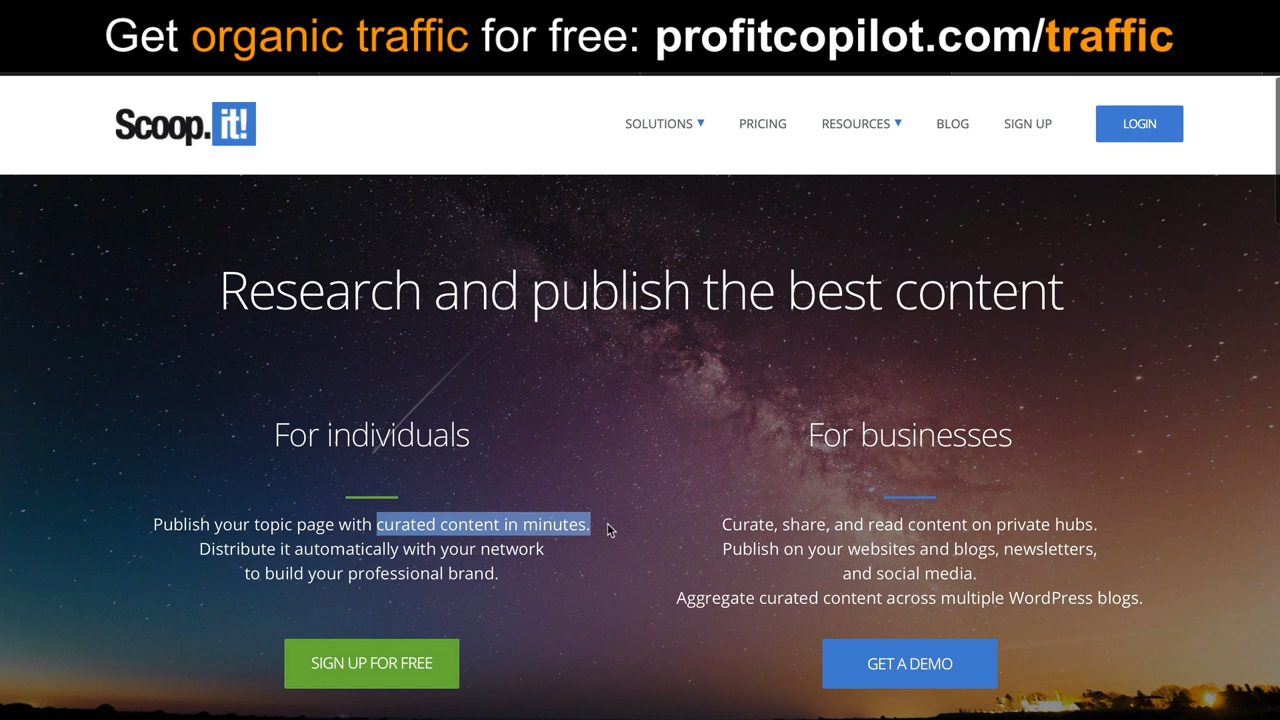 Get organic traffic for free: profitcopilot.com/traffic
Scoop.it!
SOLUTIONS PRICING RESOURCES BLOG SIGN UP LOGIN
Research and publish the best content
For individuals
Publish your topic page with curated content in minutes.
Distribute it automatically with your network
to build your professional brand.
SIGN UP FOR FREE
For businesses
Curate, share, and read content on private hubs.
Publish on your websites and blogs, newsletters,
and social media.
Aggregate curated content across multiple WordPress blogs.
GET A DEMO